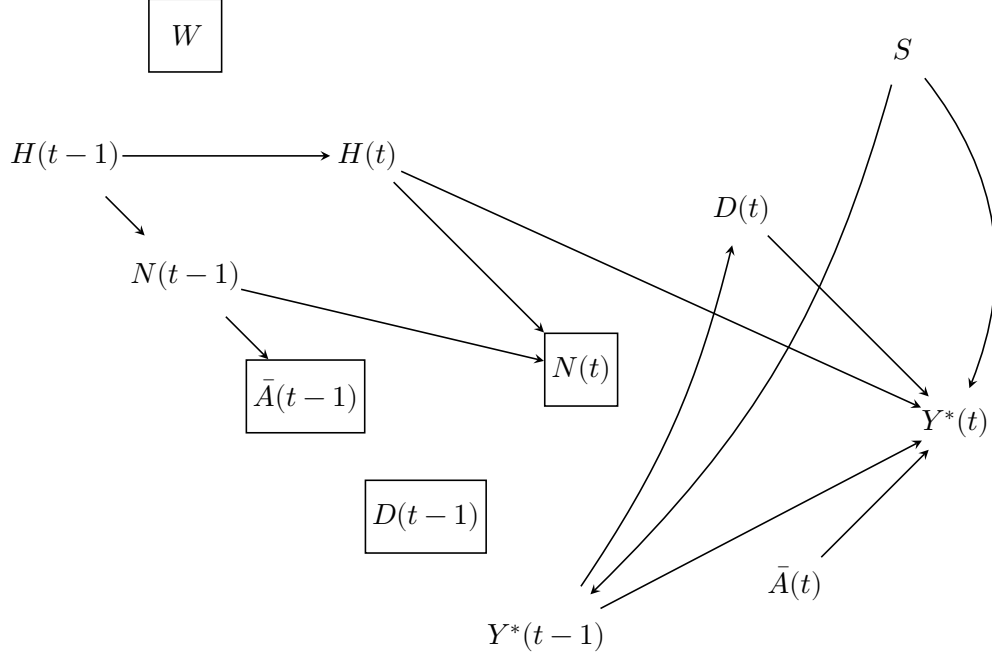 W
S
H(t − 1)
H(t)
D(t)
N(t − 1)
N(t)
Ā(t − 1)
Y*(t)
D(t − 1)
Ā(t)
Y*(t − 1)